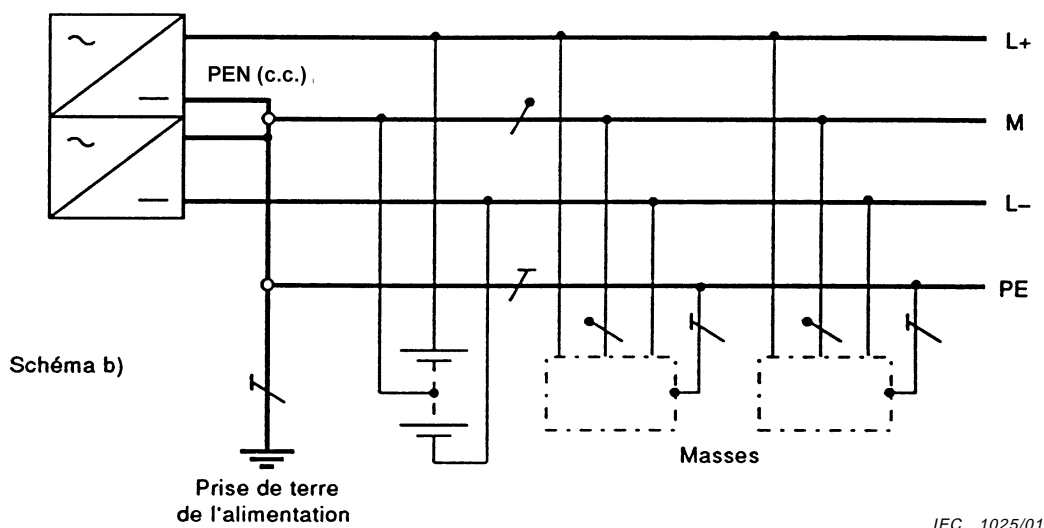 L+
PEN (c.c.)
M
L–
PE
Schéma b)
Masses
Prise de terre
de l'alimentation
IEC 1025/01